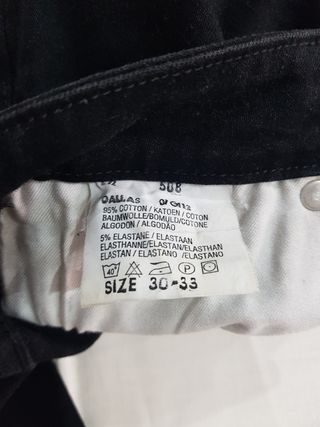 508
DALLAS
95% COTTON / KATOEN / COTON
BAUMWOLLE / BOMULD / COTONE
ALGODON / ALGODÃO
5% ELASTANE / ELASTAAN
ELASTHANNE / ELASTAN / ELASTHAN
ELASTAN / ELASTANO / ELASTANO
40° P
SIZE 30-33